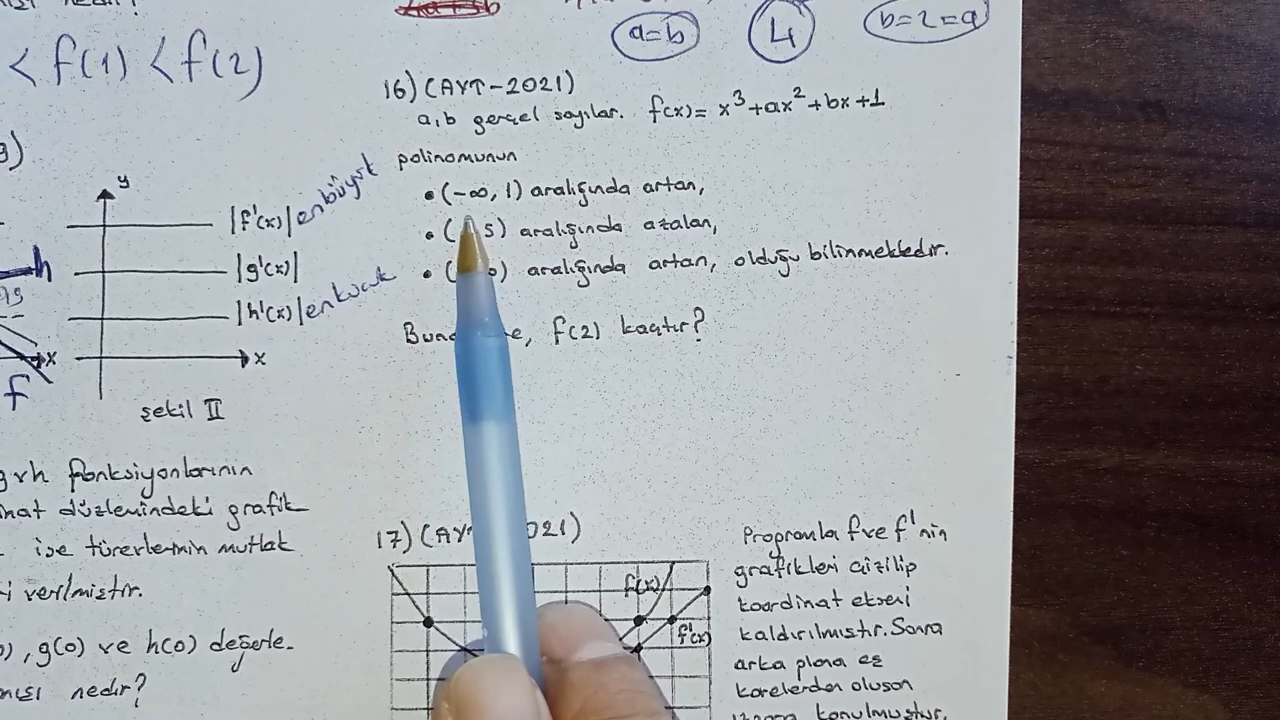 a=b
4
b=2=a
< f(1) < f(2)
16) (AYT-2021)
a,b gerçel sayılar. f(x)= x³+ax²+bx+1
polinomunun
• (-∞, 1) aralığında artan,
• ( 5) aralığında azalan,
• ( ) aralığında artan, olduğu bilinmektedir.
f(2) kaçtır?
y
|f'(x)| en büyük
|g'(x)|
|h'(x)| en küçük
x
x
h
f
şekil II
g vh fonksiyonlarının
düzlemindeki grafik
ise türevlerinin mutlak
verilmiştir.
, g(0) ve h(0) değerle-
nedir?
17) (AY 021)
f(x)
f'(x)
Programla f ve f' nin
grafikleri çizilip
koordinat ekseni
kaldırılmıştır. Sonra
arka plana eş
karelerden oluşan
konulmuştur.